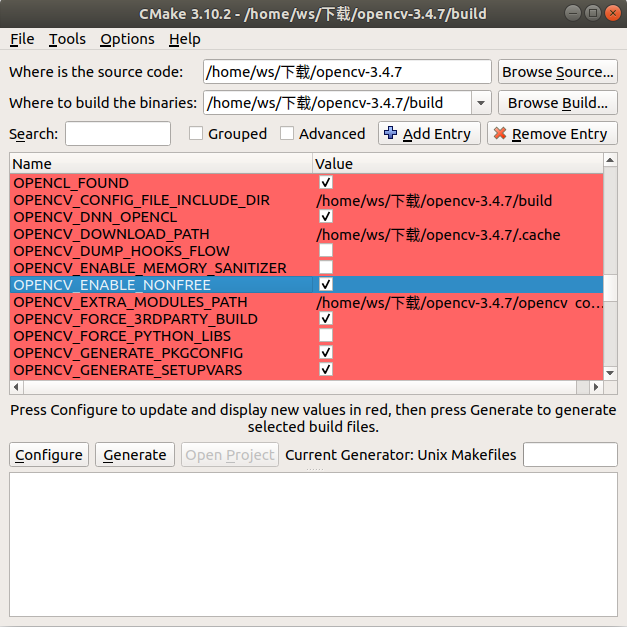 CMake 3.10.2 - /home/ws/下载/opencv-3.4.7/build
File Tools Options Help
Where is the source code: /home/ws/下载/opencv-3.4.7 Browse Source...
Where to build the binaries: /home/ws/下载/opencv-3.4.7/build Browse Build...
Search: Grouped Advanced Add Entry Remove Entry
Name Value
OPENCL_FOUND
OPENCV_CONFIG_FILE_INCLUDE_DIR /home/ws/下载/opencv-3.4.7/build
OPENCV_DNN_OPENCL
OPENCV_DOWNLOAD_PATH /home/ws/下载/opencv-3.4.7/.cache
OPENCV_DUMP_HOOKS_FLOW
OPENCV_ENABLE_MEMORY_SANITIZER
OPENCV_ENABLE_NONFREE
OPENCV_EXTRA_MODULES_PATH /home/ws/下载/opencv-3.4.7/opencv_co...
OPENCV_FORCE_3RDPARTY_BUILD
OPENCV_FORCE_PYTHON_LIBS
OPENCV_GENERATE_PKGCONFIG
OPENCV_GENERATE_SETUPVARS
Press Configure to update and display new values in red, then press Generate to generate
selected build files.
Configure Generate Open Project Current Generator: Unix Makefiles